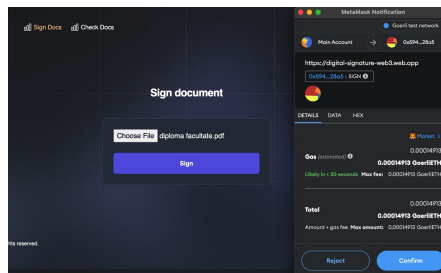 Sign Docs
Check Docs
Sign document
Choose File diploma facultate.pdf
Sign
hts reserved.
MetaMask Notification
Goerli test network
Main Account
0x594...28a5
https://digital-signature-web3.web.app
0x594...28a5 : SIGN
DETAILS DATA HEX
Market >
0.00014913
Gas (estimated)
0.00014913 GoerliETH
Likely in < 30 seconds Max fee: 0.00014913 GoerliETH
0.00014913
Total
0.00014913 GoerliETH
Amount + gas fee Max amount: 0.00014913 GoerliETH
Reject
Confirm